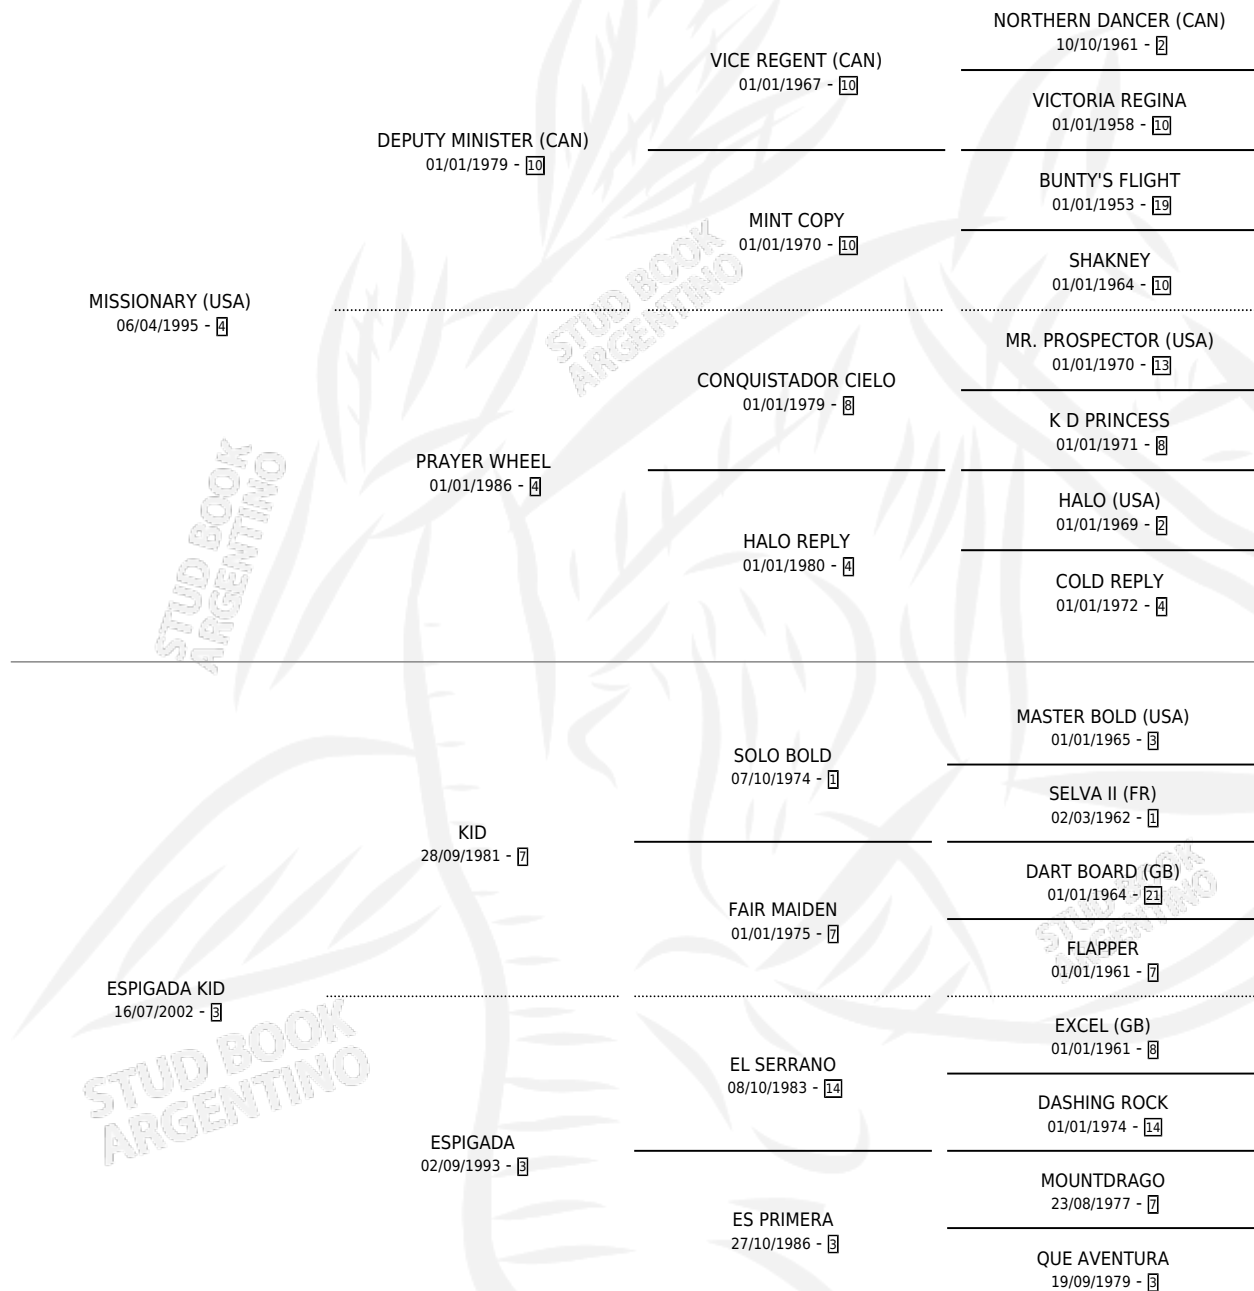 MISSIONARY (USA)
06/04/1995 - 4
DEPUTY MINISTER (CAN)
01/01/1979 - 10
PRAYER WHEEL
01/01/1986 - 4
VICE REGENT (CAN)
01/01/1967 - 10
MINT COPY
01/01/1970 - 10
CONQUISTADOR CIELO
01/01/1979 - 8
HALO REPLY
01/01/1980 - 4
NORTHERN DANCER (CAN)
10/10/1961 - 2
VICTORIA REGINA
01/01/1958 - 10
BUNTY'S FLIGHT
01/01/1953 - 19
SHAKNEY
01/01/1964 - 10
MR. PROSPECTOR (USA)
01/01/1970 - 13
K D PRINCESS
01/01/1971 - 8
HALO (USA)
01/01/1969 - 2
COLD REPLY
01/01/1972 - 4
ESPIGADA KID
16/07/2002 - 3
KID
28/09/1981 - 7
ESPIGADA
02/09/1993 - 3
SOLO BOLD
07/10/1974 - 1
FAIR MAIDEN
01/01/1975 - 7
EL SERRANO
08/10/1983 - 14
ES PRIMERA
27/10/1986 - 3
MASTER BOLD (USA)
01/01/1965 - 3
SELVA II (FR)
02/03/1962 - 1
DART BOARD (GB)
01/01/1964 - 21
FLAPPER
01/01/1961 - 7
EXCEL (GB)
01/01/1961 - 8
DASHING ROCK
01/01/1974 - 14
MOUNTDRAGO
23/08/1977 - 7
QUE AVENTURA
19/09/1979 - 3
STUD BOOK
ARGENTINO
STUD BOOK
ARGENTINO
STUD BOOK
ARGENTINO
STUD BOOK
ARGENTINO